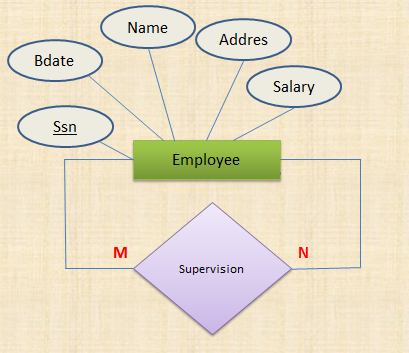 Name
Addres
Bdate
Salary
Ssn
Employee
M
N
Supervision